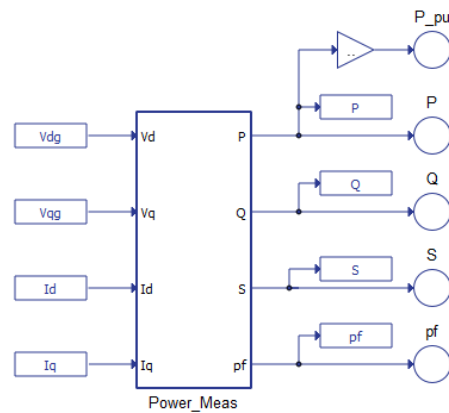 P_pu
..
P
P
Vdg
Vd
P
Q
Q
Vqg
Vq
Q
S
S
Id
Id
S
pf
pf
Iq
Iq
pf
Power_Meas